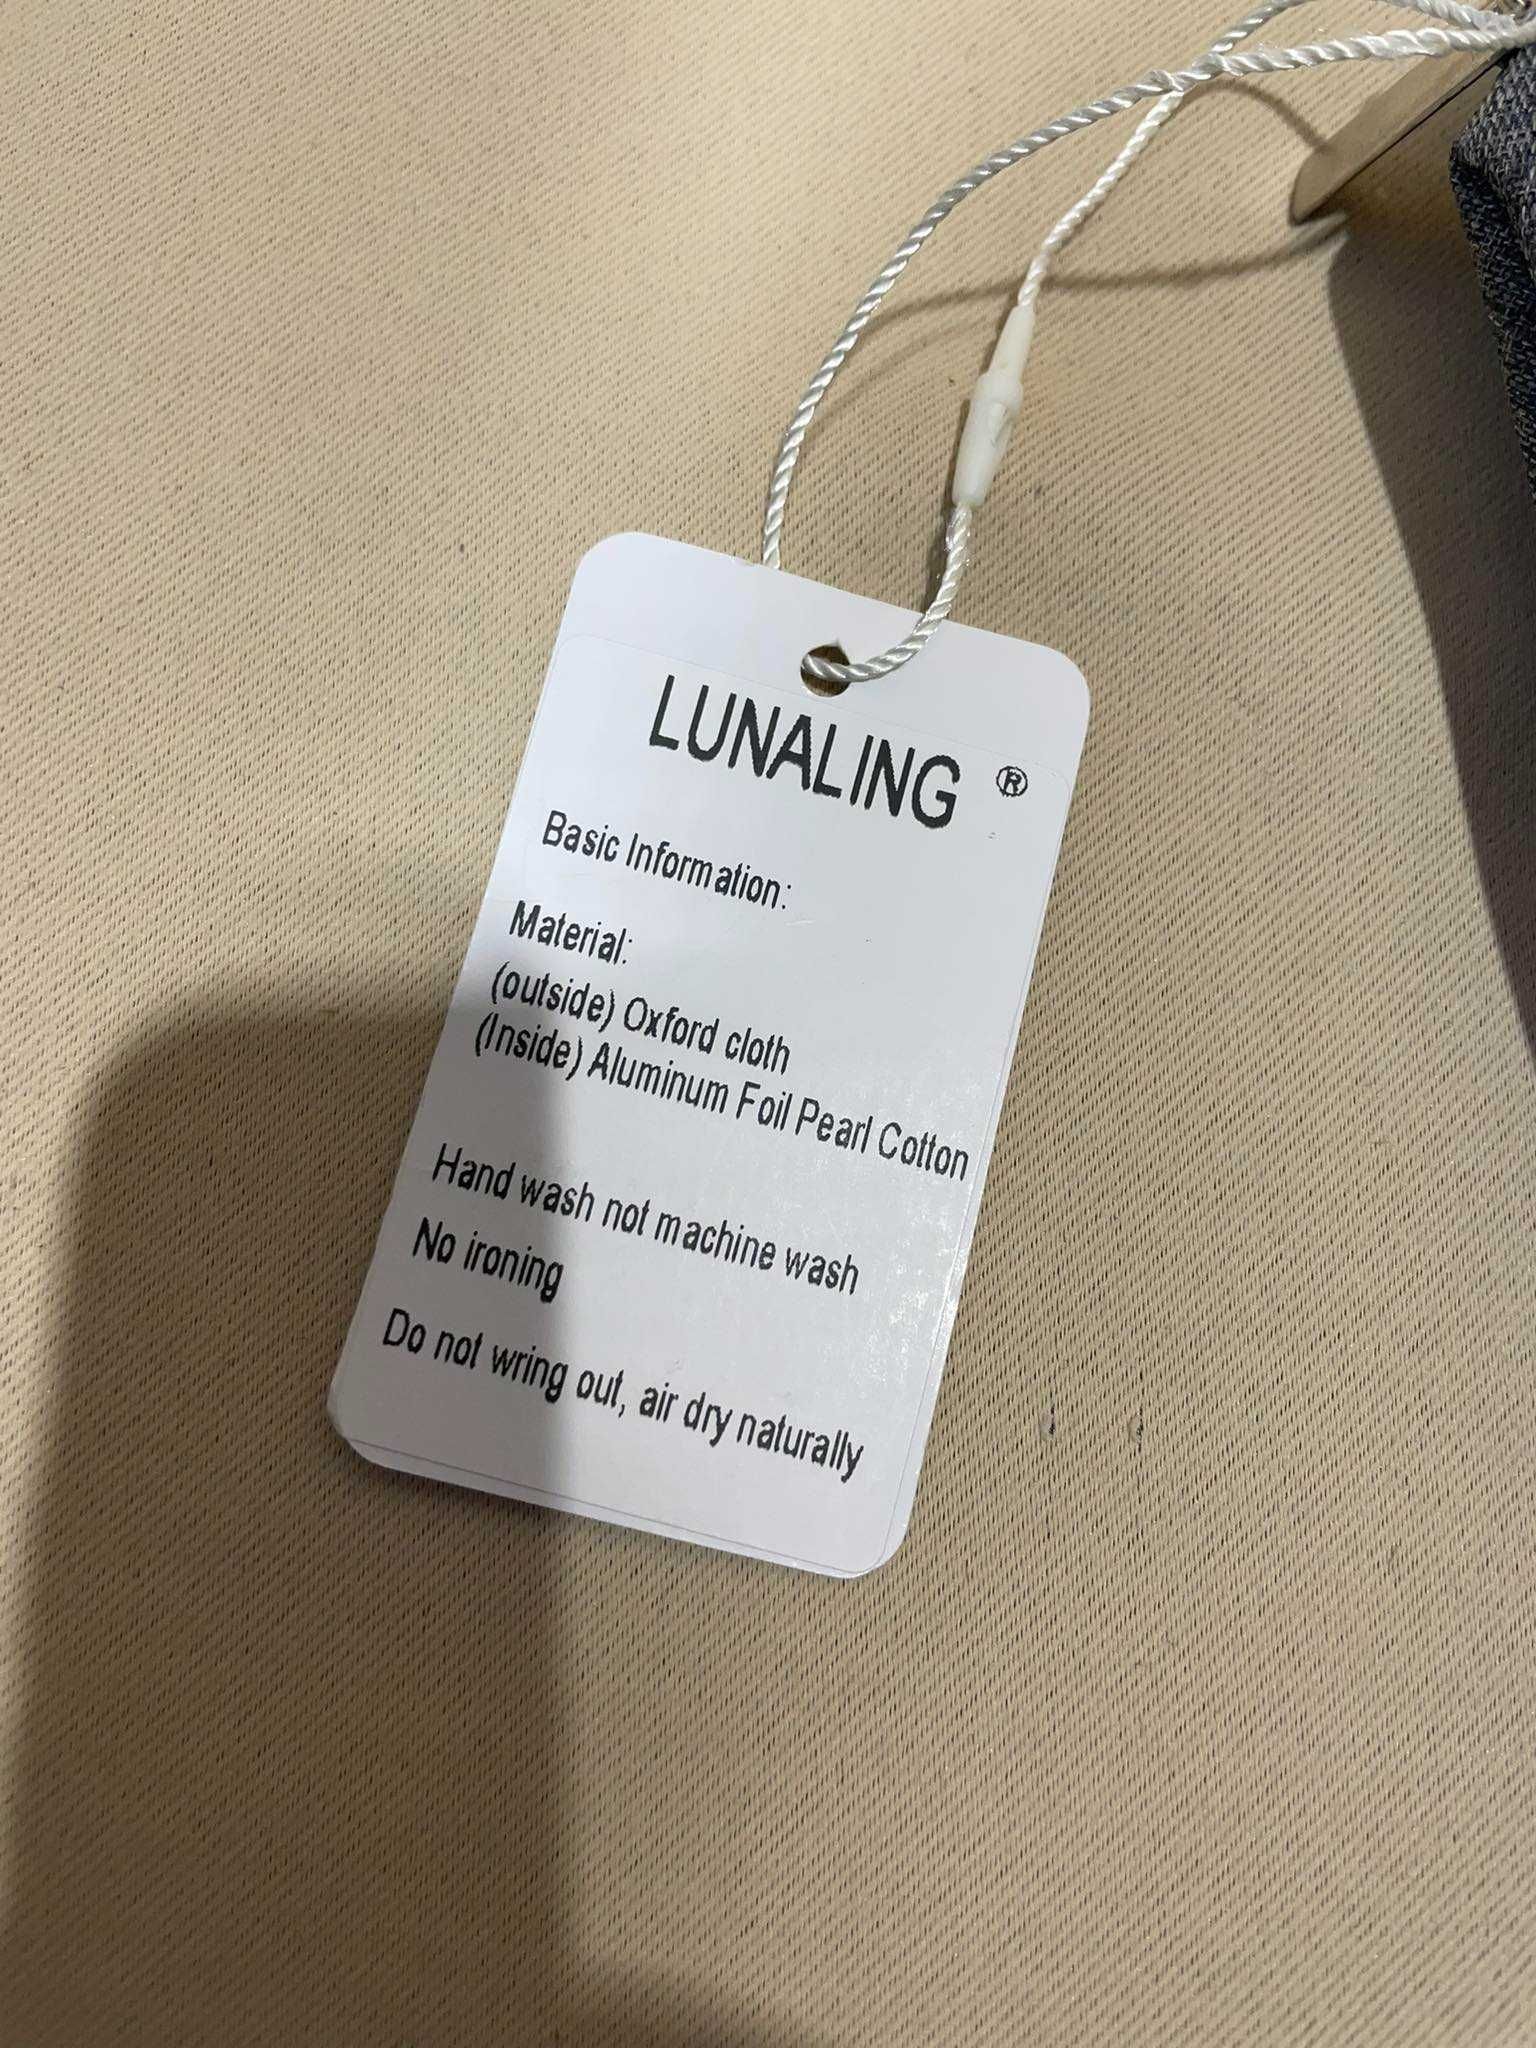 LUNALING ®
Basic Information:
Material:
(outside) Oxford cloth
(Inside) Aluminum Foil Pearl Cotton
Hand wash not machine wash
No ironing
Do not wring out, air dry naturally